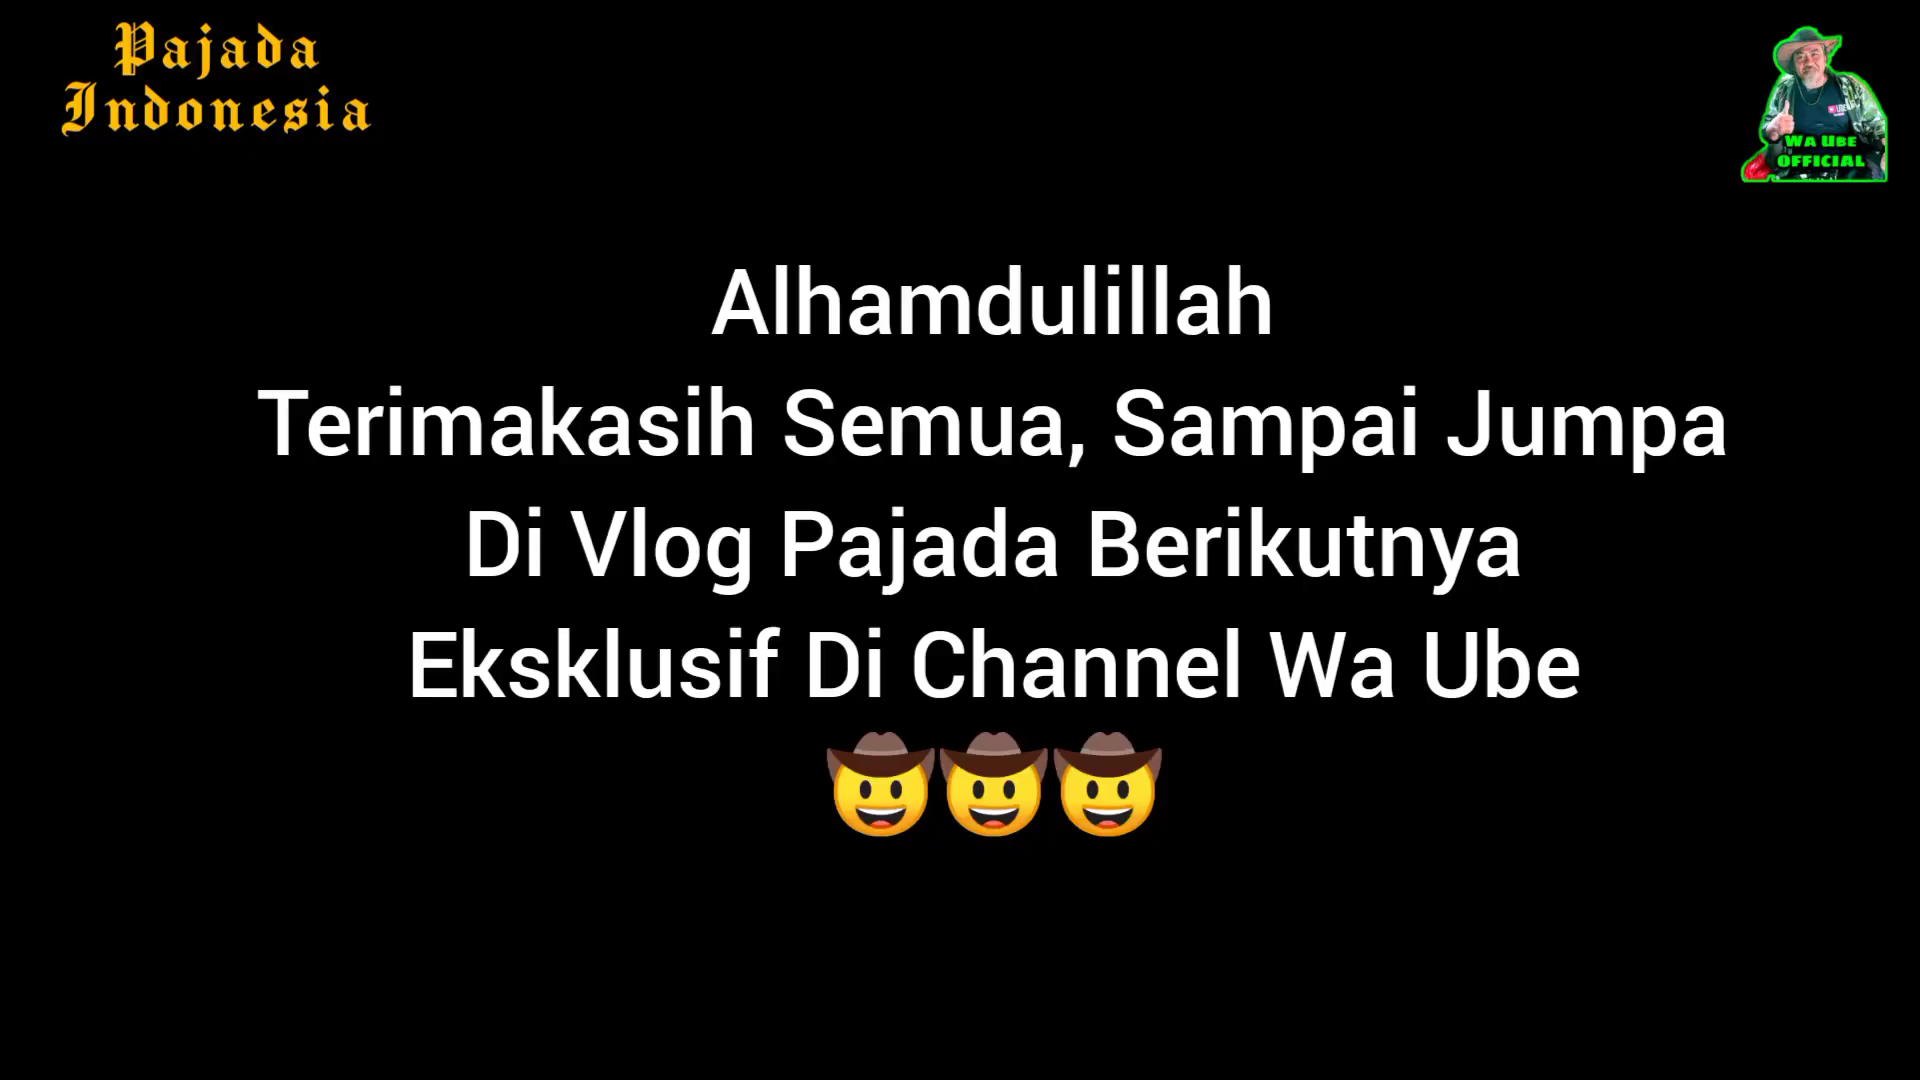 Pajada
Indonesia
Wa Ube
OFFICIAL
Alhamdulillah
Terimakasih Semua, Sampai Jumpa
Di Vlog Pajada Berikutnya
Eksklusif Di Channel Wa Ube
🤠🤠🤠